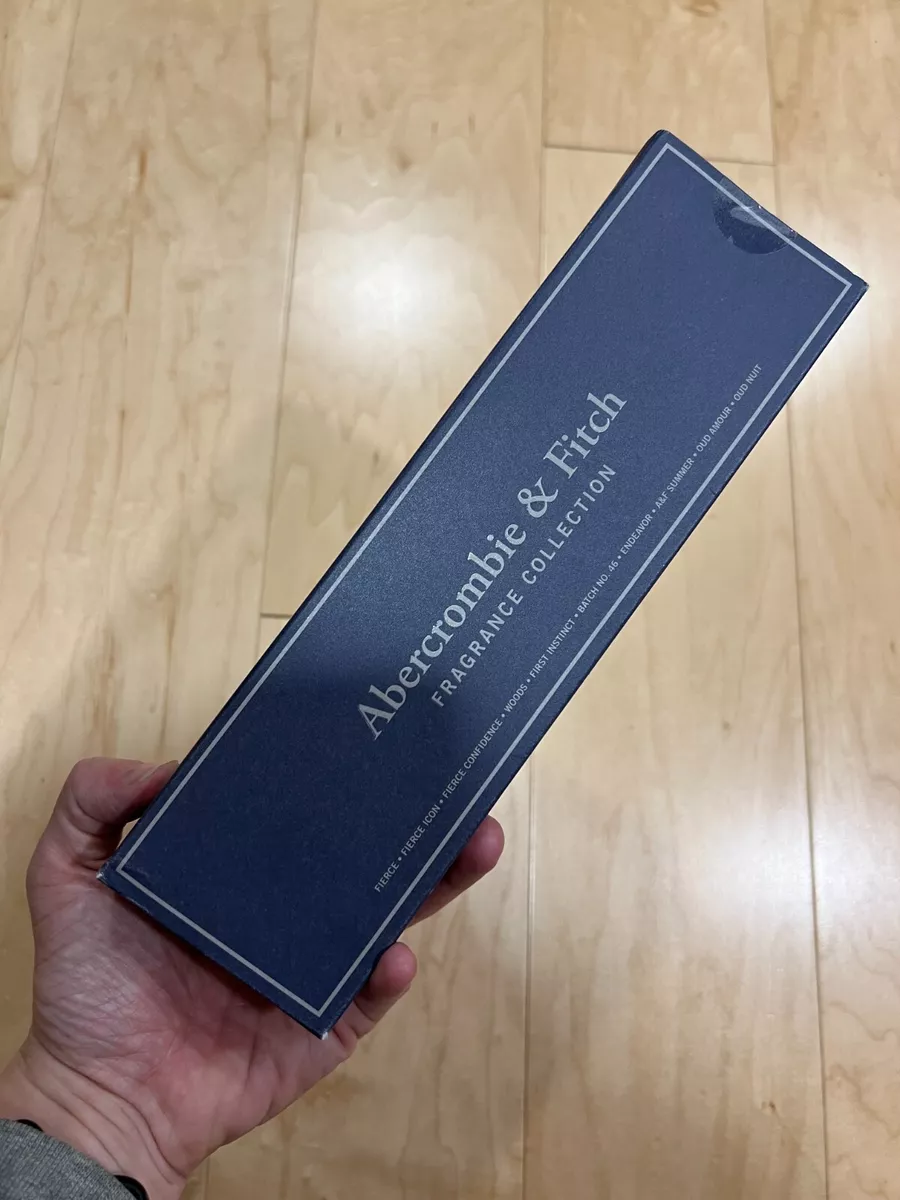 Abercrombie & Fitch
FRAGRANCE COLLECTION
FIERCE • FIERCE ICON • FIERCE CONFIDENCE • WOODS • FIRST INSTINCT • BATCH NO. 46 • ENDEAVOR • A&F SUMMER • OUD AMOUR • OUD NUIT